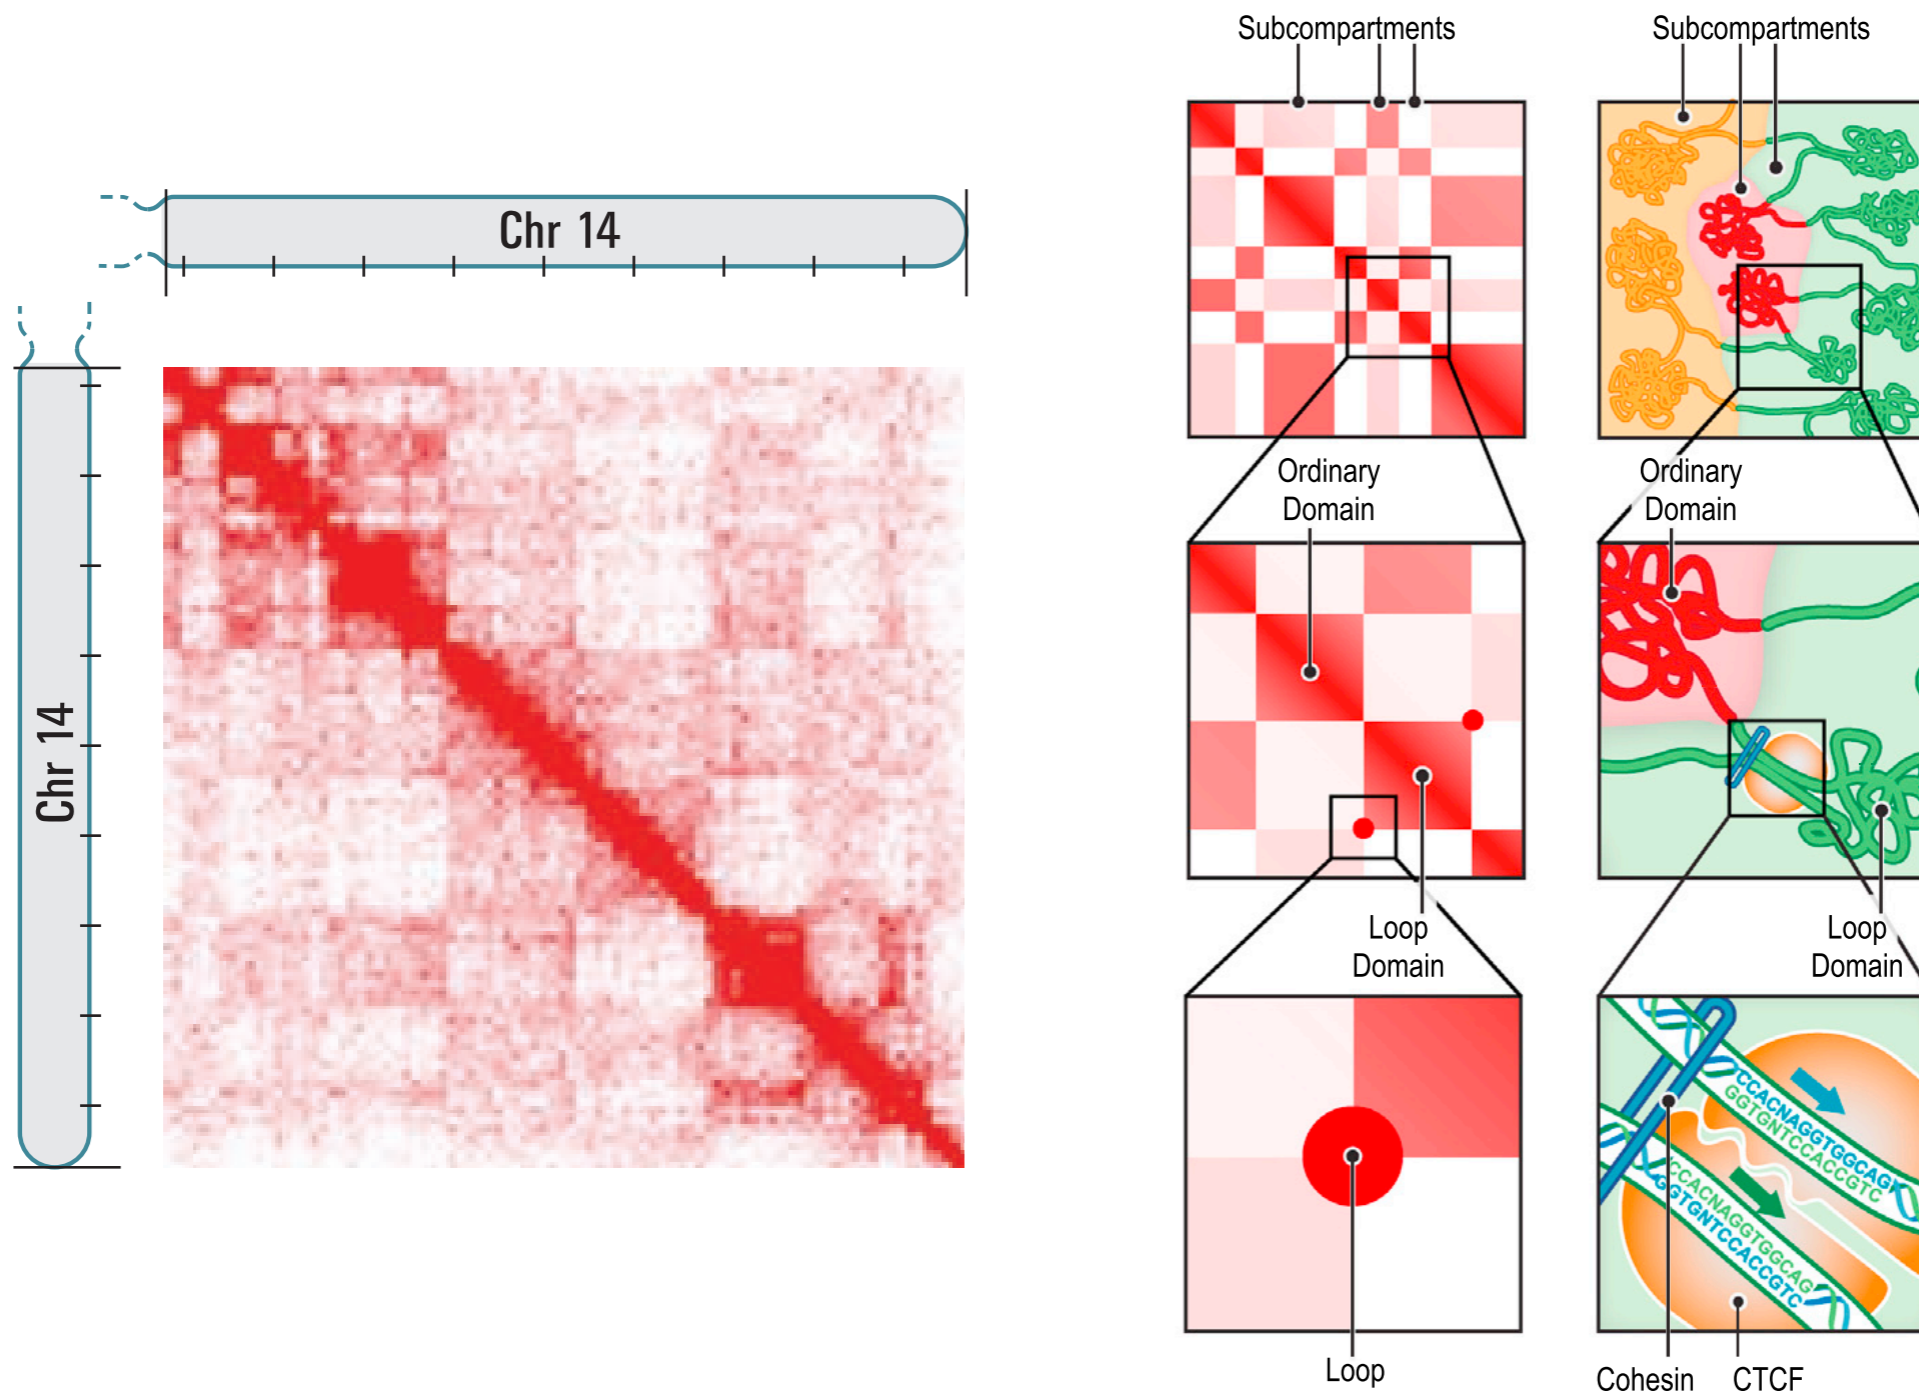 Subcompartments
Subcompartments
Chr 14
Chr 14
Ordinary
Domain
Ordinary
Domain
Loop
Domain
Loop
Domain
CCACNAGGTGGCAG
GGTGNTCCACCGTC
CCACNAGGTGGCAG
GGTGNTCCACCGTC
Loop
Cohesin
CTCF